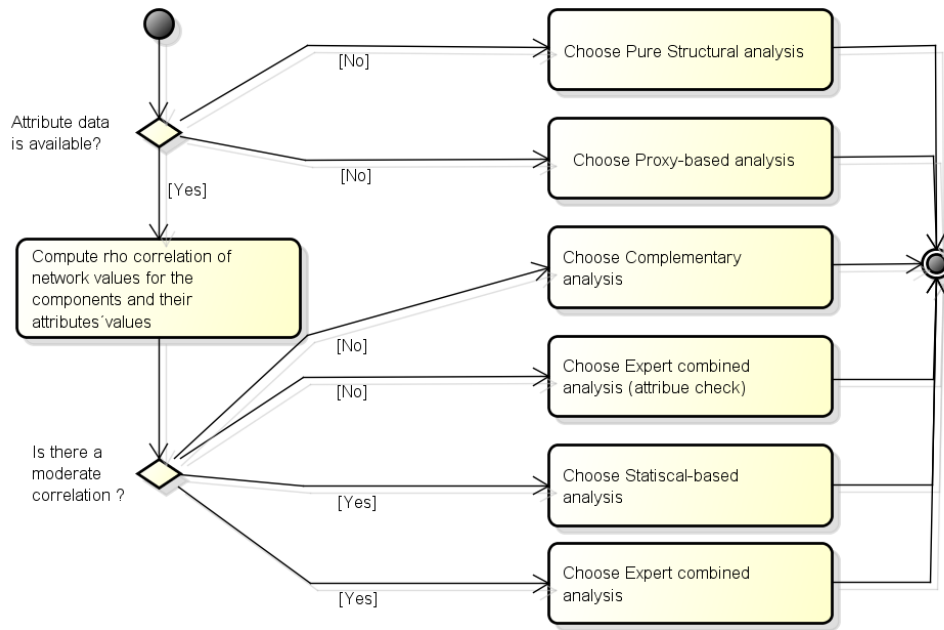 [No]
Choose Pure Structural analysis
Attribute data
is available?
[No]
Choose Proxy-based analysis
[Yes]
Compute rho correlation of
network values for the
components and their
attributes´values
Choose Complementary
analysis
[No]
Choose Expert combined
analysis (attribue check)
[No]
Is there a
moderate
correlation ?
Choose Statiscal-based
analysis
[Yes]
Choose Expert combined
analysis
[Yes]